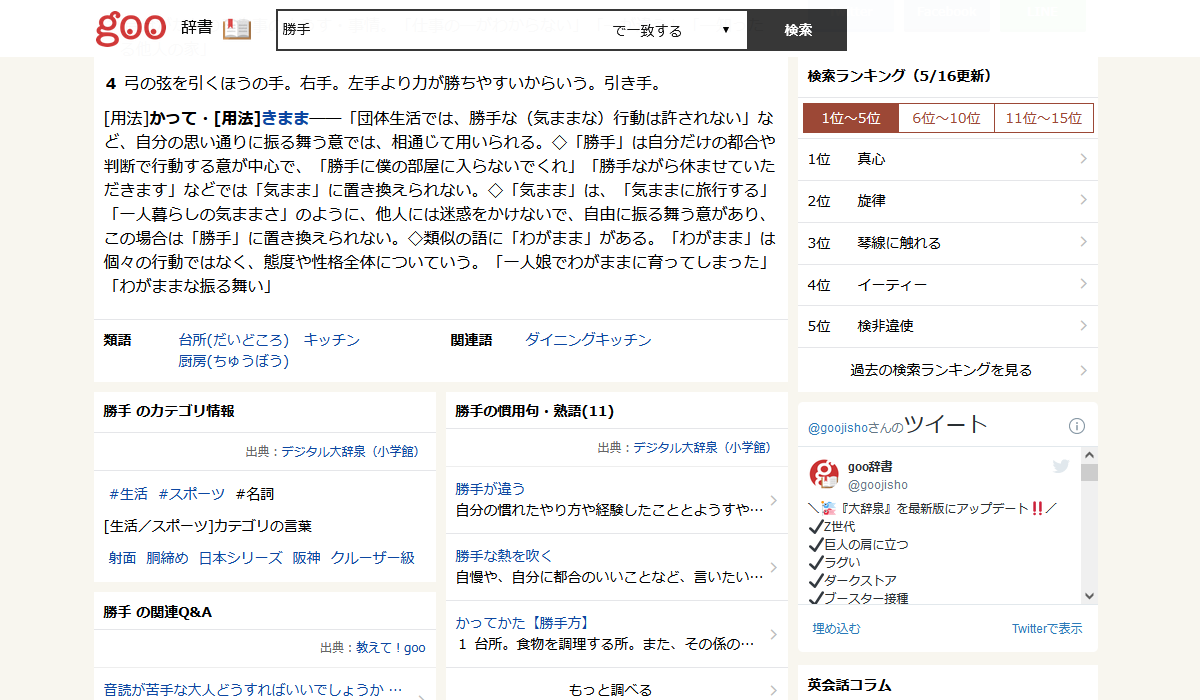 goo 辞書
勝手 で一致する ▼ 検索
4 弓の弦を引くほうの手。右手。左手より力が勝ちやすいからいう。引き手。
[用法]かって・[用法]きまま――「団体生活では、勝手な（気ままな）行動は許されない」な
ど、自分の思い通りに振る舞う意では、相通じて用いられる。◇「勝手」は自分だけの都合や
判断で行動する意が中心で、「勝手に僕の部屋に入らないでくれ」「勝手ながら休ませていた
だきます」などでは「気まま」に置き換えられない。◇「気まま」は、「気ままに旅行する」
「一人暮らしの気ままさ」のように、他人には迷惑をかけないで、自由に振る舞う意があり、
この場合は「勝手」に置き換えられない。◇類似の語に「わがまま」がある。「わがまま」は
個々の行動ではなく、態度や性格全体についていう。「一人娘でわがままに育ってしまった」
「わがままな振る舞い」
類語 台所(だいどころ) キッチン
厨房(ちゅうぼう)
関連語 ダイニングキッチン
勝手 のカテゴリ情報
出典：デジタル大辞泉（小学館）
#生活 #スポーツ #名詞
[生活／スポーツ]カテゴリの言葉
射面 胴締め 日本シリーズ 阪神 クルーザー級
勝手 の関連Q&A
出典：教えて！goo
音読が苦手な大人どうすればいいでしょうか …
勝手の慣用句・熟語(11)
出典：デジタル大辞泉（小学館）
勝手が違う
自分の慣れたやり方や経験したこととようすや…
勝手な熱を吹く
自慢や、自分に都合のいいことなど、言いたい…
かってかた【勝手方】
１ 台所。食物を調理する所。また、その係の…
もっと調べる
検索ランキング（5/16更新）
1位～5位 6位～10位 11位～15位
1位 真心
2位 旋律
3位 琴線に触れる
4位 イーティー
5位 検非違使
過去の検索ランキングを見る
@goojishoさんのツイート
goo辞書
@goojisho
＼『大辞泉』を最新版にアップデート‼／
✔Z世代
✔巨人の肩に立つ
✔ラグい
✔ダークストア
✔ブースター接種
埋め込む Twitterで表示
英会話コラム